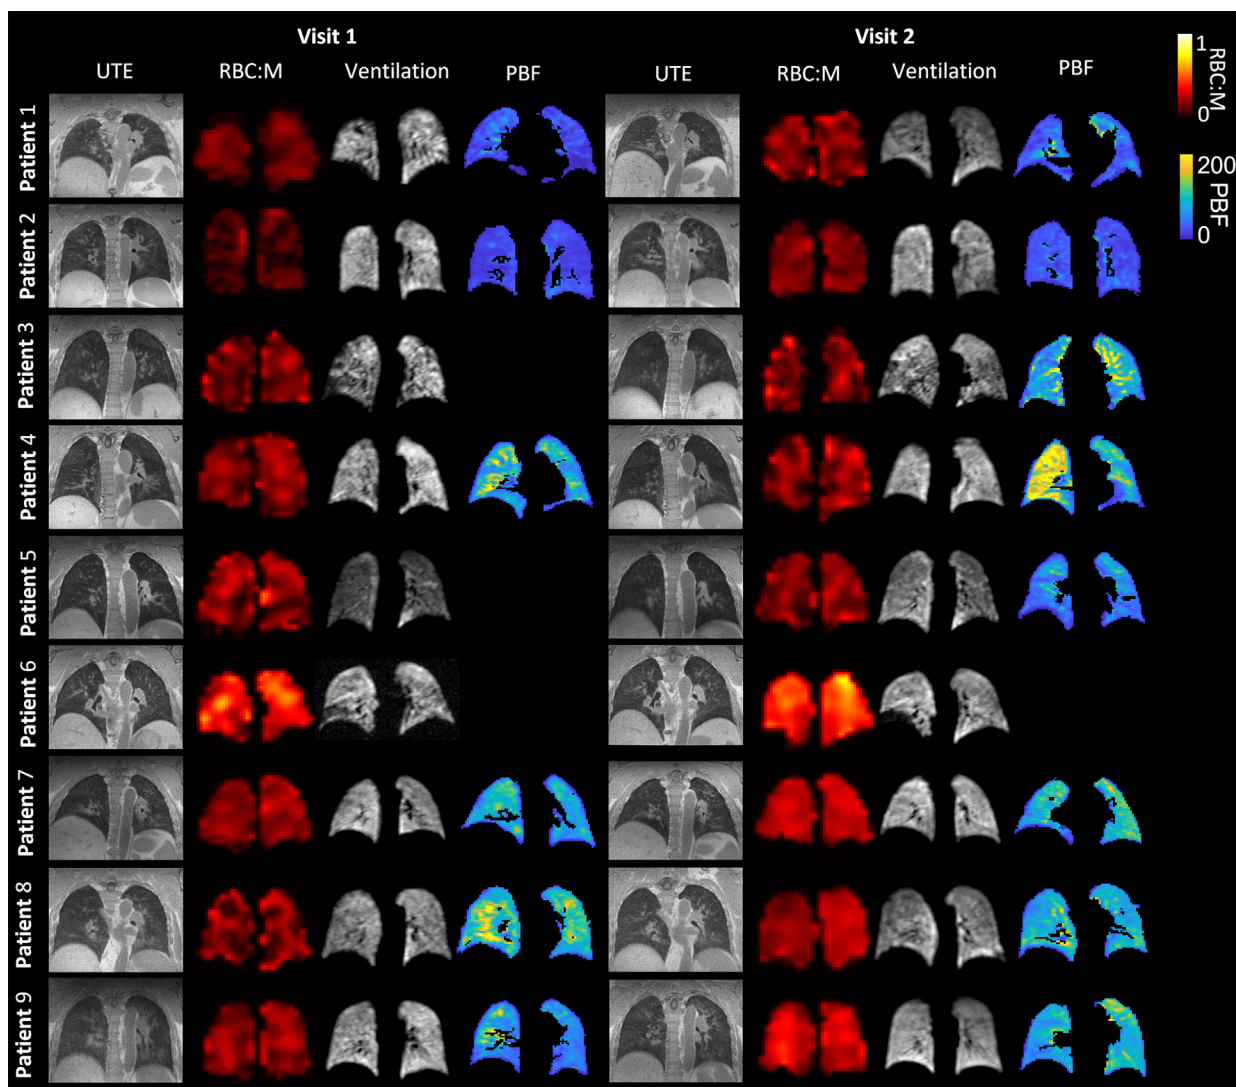 Visit 1
Visit 2
UTE RBC:M Ventilation PBF UTE RBC:M Ventilation PBF
1
RBC:M
0
200
PBF
0
Patient 1
Patient 2
Patient 3
Patient 4
Patient 5
Patient 6
Patient 7
Patient 8
Patient 9